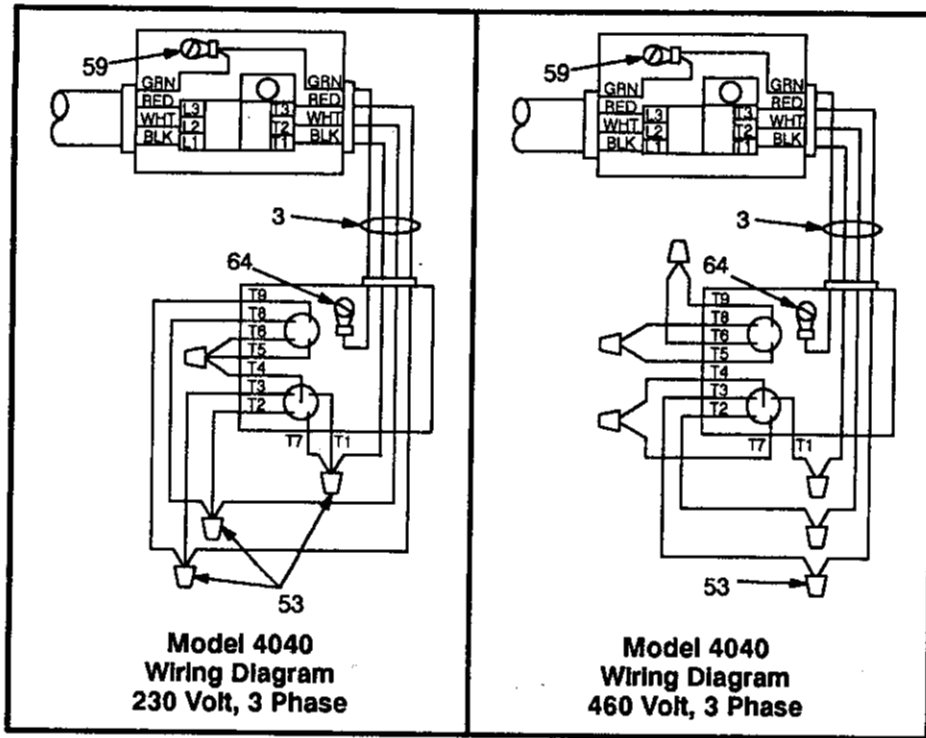 59
GRN
RED
WHT
BLK
L3
L2
L1
T3
T2
T1
GRN
RED
WHT
BLK
3
64
T9
T8
T6
T5
T4
T3
T2
T7
T1
53
Model 4040
Wiring Diagram
230 Volt, 3 Phase
59
GRN
RED
WHT
BLK
L3
L2
L1
T3
T2
T1
GRN
RED
WHT
BLK
3
64
T9
T8
T6
T5
T4
T3
T2
T7
T1
53
Model 4040
Wiring Diagram
460 Volt, 3 Phase